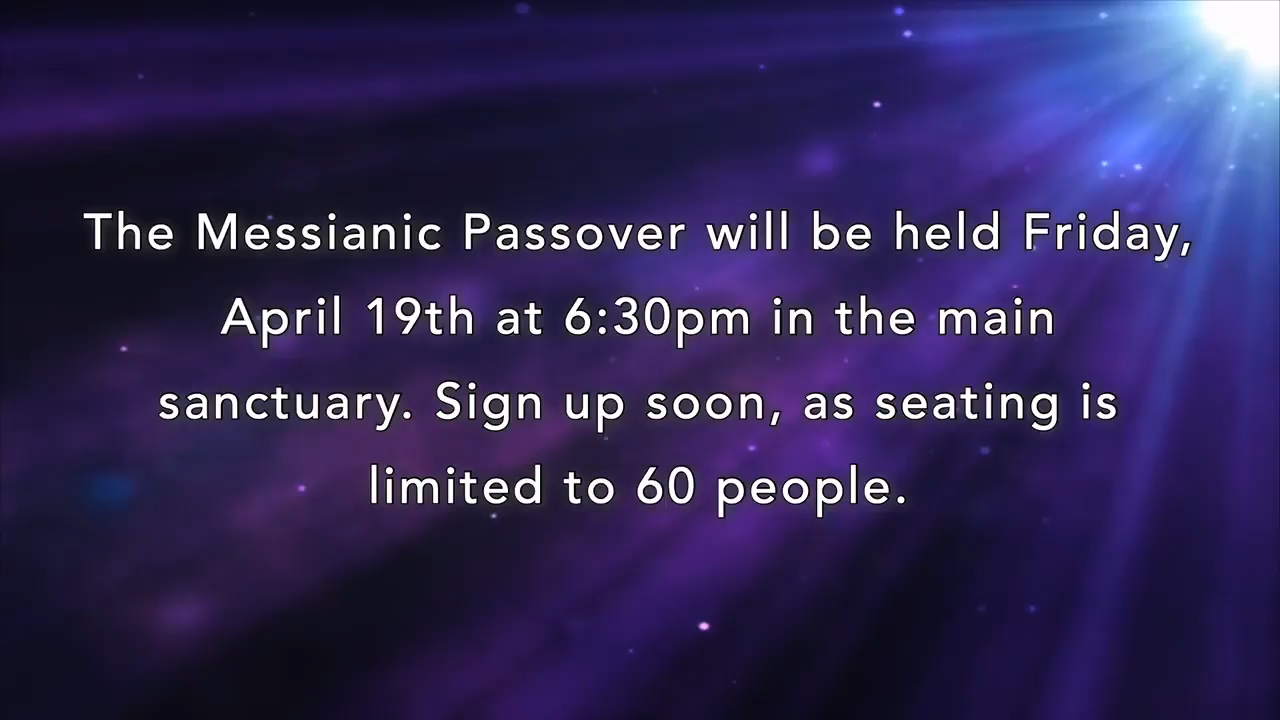 The Messianic Passover will be held Friday,
April 19th at 6:30pm in the main
sanctuary. Sign up soon, as seating is
limited to 60 people.